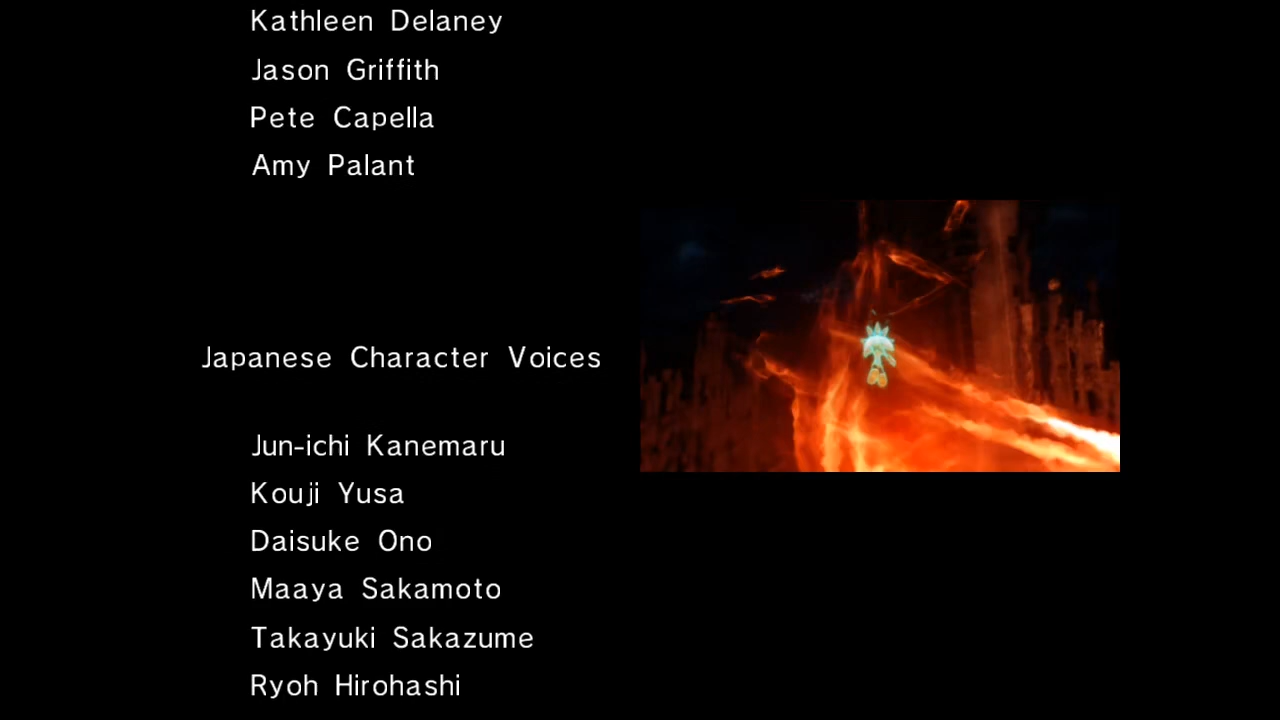 Kathleen Delaney
Jason Griffith
Pete Capella
Amy Palant
Japanese Character Voices
Jun-ichi Kanemaru
Kouji Yusa
Daisuke Ono
Maaya Sakamoto
Takayuki Sakazume
Ryoh Hirohashi